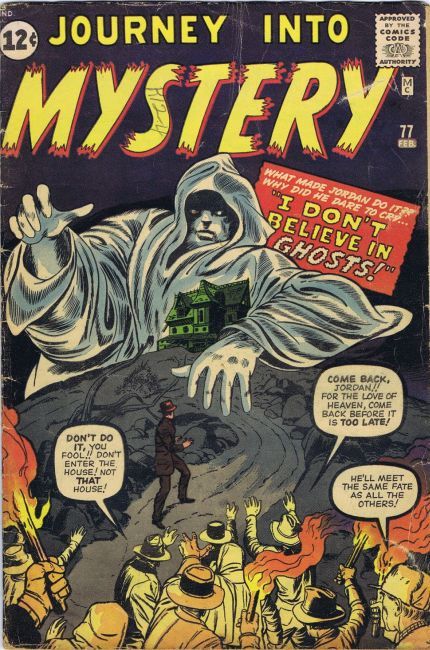 ND
12¢
JOURNEY INTO
MYSTERY
APPROVED
BY THE
COMICS
CODE
CA
AUTHORITY
MC
77
FEB.
WHAT MADE JORDAN DO IT??
WHY DID HE DARE TO CRY...
"I DON'T
BELIEVE IN
GHOSTS!"
COME BACK,
JORDAN!!
FOR THE LOVE OF
HEAVEN, COME
BACK BEFORE IT
IS TOO LATE!
DON'T DO
IT, YOU
FOOL!! DON'T
ENTER THE
HOUSE! NOT
THAT
HOUSE!
HE'LL MEET
THE SAME FATE
AS ALL THE
OTHERS!